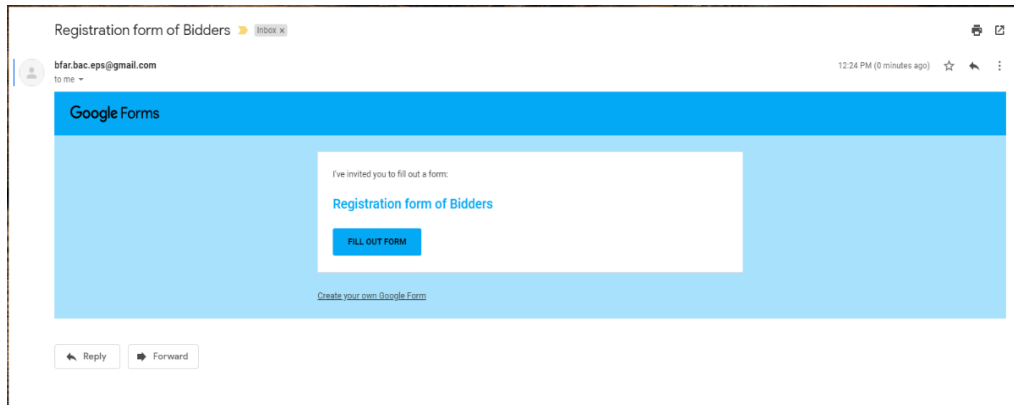 Registration form of Bidders Inbox x
bfar.bac.eps@gmail.com 12:24 PM (0 minutes ago)
to me
Google Forms
I've invited you to fill out a form:
Registration form of Bidders
FILL OUT FORM
Create your own Google Form
Reply Forward